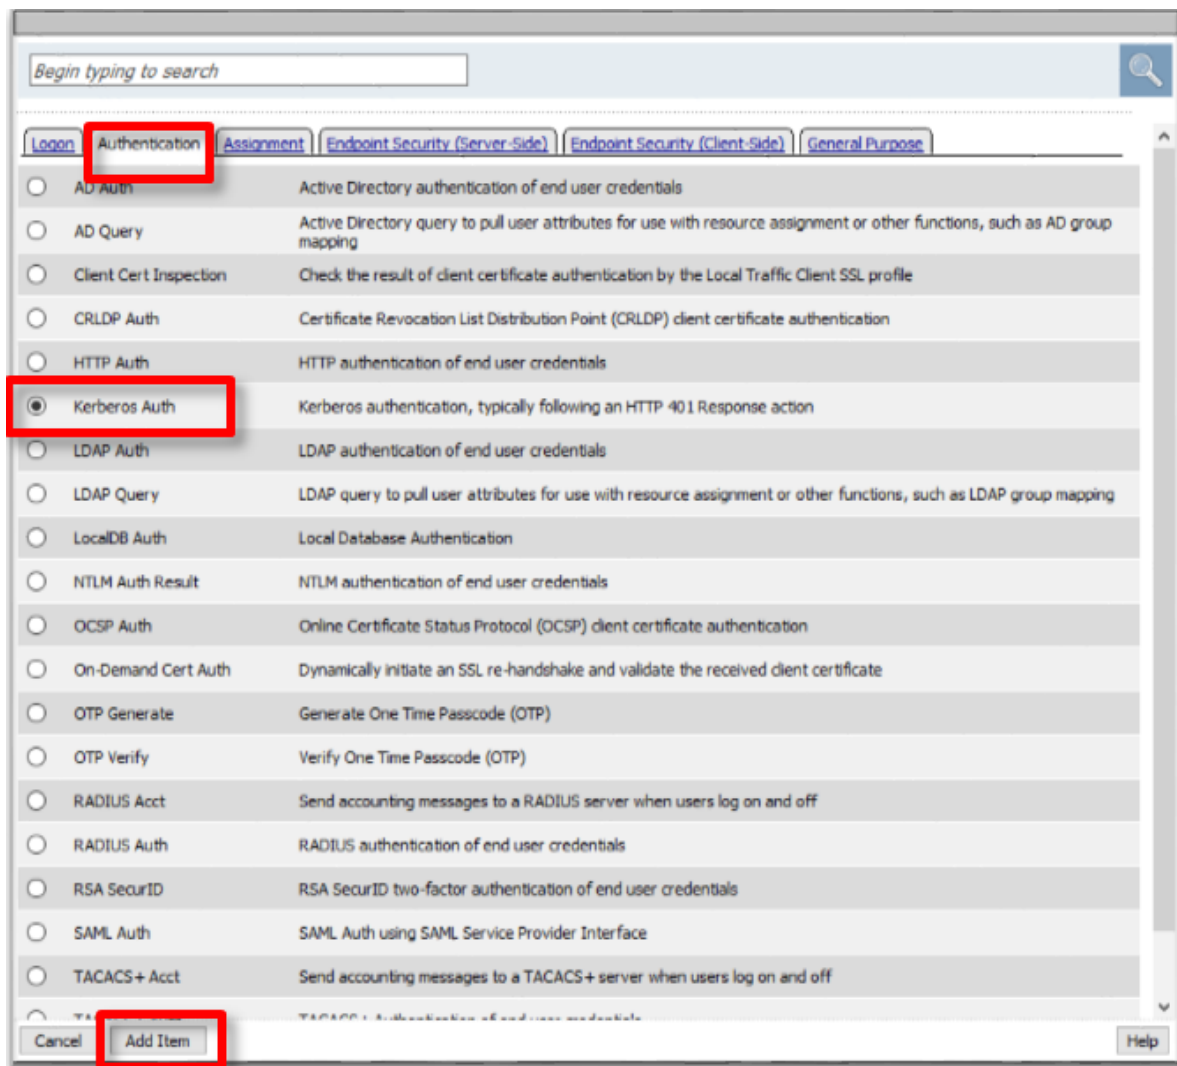 Begin typing to search
Logon Authentication Assignment Endpoint Security (Server-Side) Endpoint Security (Client-Side) General Purpose
AD Auth Active Directory authentication of end user credentials
AD Query Active Directory query to pull user attributes for use with resource assignment or other functions, such as AD group
mapping
Client Cert Inspection Check the result of client certificate authentication by the Local Traffic Client SSL profile
CRLDP Auth Certificate Revocation List Distribution Point (CRLDP) client certificate authentication
HTTP Auth HTTP authentication of end user credentials
Kerberos Auth Kerberos authentication, typically following an HTTP 401 Response action
LDAP Auth LDAP authentication of end user credentials
LDAP Query LDAP query to pull user attributes for use with resource assignment or other functions, such as LDAP group mapping
LocalDB Auth Local Database Authentication
NTLM Auth Result NTLM authentication of end user credentials
OCSP Auth Online Certificate Status Protocol (OCSP) client certificate authentication
On-Demand Cert Auth Dynamically initiate an SSL re-handshake and validate the received client certificate
OTP Generate Generate One Time Passcode (OTP)
OTP Verify Verify One Time Passcode (OTP)
RADIUS Acct Send accounting messages to a RADIUS server when users log on and off
RADIUS Auth RADIUS authentication of end user credentials
RSA SecurID RSA SecurID two-factor authentication of end user credentials
SAML Auth SAML Auth using SAML Service Provider Interface
TACACS+ Acct Send accounting messages to a TACACS+ server when users log on and off
TACACS+ Authentication of end user credentials
Cancel Add Item Help